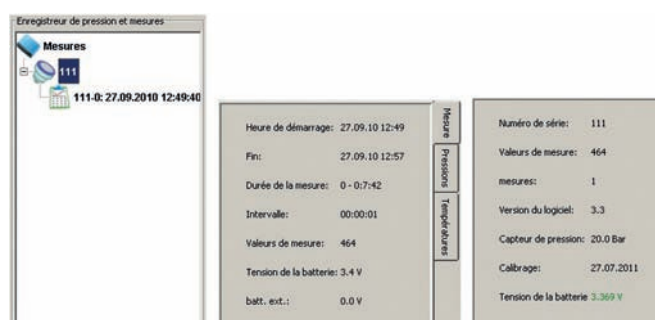 Enregistreur de pression et mesures
Mesures
111
111-0: 27.09.2010 12:49:40
Heure de démarrage: 27.09.10 12:49
Fin: 27.09.10 12:57
Durée de la mesure: 0 - 0:7:42
Intervalle: 00:00:01
Valeurs de mesure: 464
Tension de la batterie: 3.4 V
batt. ext.: 0.0 V
Mesure
Pressions
Températures
Numéro de série: 111
Valeurs de mesure: 464
mesures: 1
Version du logiciel: 3.3
Capteur de pression: 20.0 Bar
Calibrage: 27.07.2011
Tension de la batterie 3.369 V